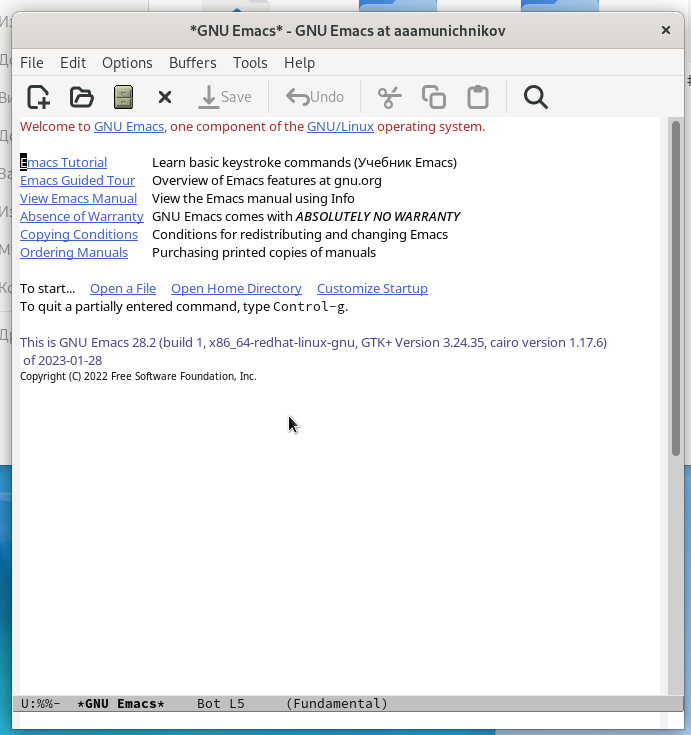 *GNU Emacs* - GNU Emacs at aaamunichnikov
File Edit Options Buffers Tools Help
Save Undo
Welcome to GNU Emacs, one component of the GNU/Linux operating system.
Emacs Tutorial Learn basic keystroke commands (Учебник Emacs)
Emacs Guided Tour Overview of Emacs features at gnu.org
View Emacs Manual View the Emacs manual using Info
Absence of Warranty GNU Emacs comes with ABSOLUTELY NO WARRANTY
Copying Conditions Conditions for redistributing and changing Emacs
Ordering Manuals Purchasing printed copies of manuals
To start... Open a File Open Home Directory Customize Startup
To quit a partially entered command, type Control-g.
This is GNU Emacs 28.2 (build 1, x86_64-redhat-linux-gnu, GTK+ Version 3.24.35, cairo version 1.17.6)
of 2023-01-28
Copyright (C) 2022 Free Software Foundation, Inc.
U:%%- *GNU Emacs* Bot L5 (Fundamental)